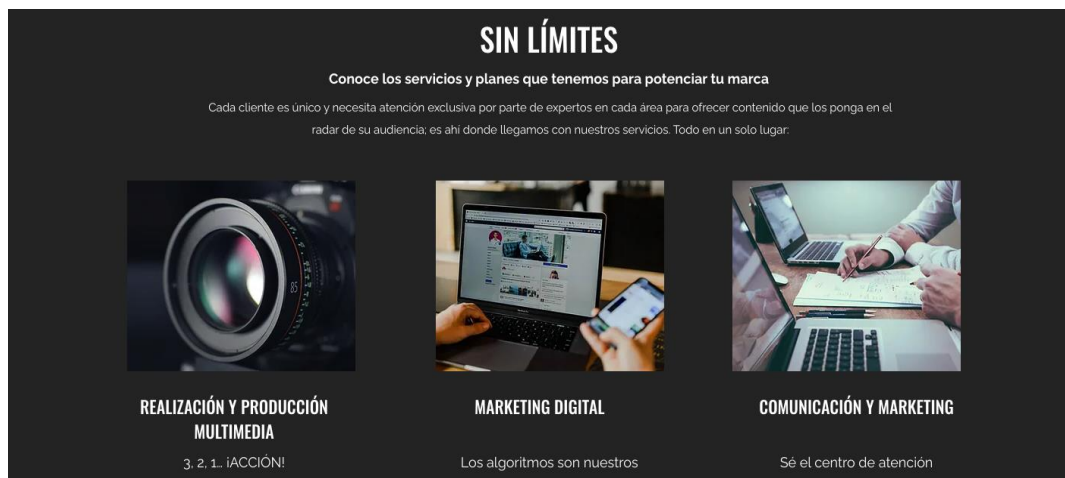 SIN LÍMITES
Conoce los servicios y planes que tenemos para potenciar tu marca
Cada cliente es único y necesita atención exclusiva por parte de expertos en cada área para ofrecer contenido que los ponga en el
radar de su audiencia; es ahí donde llegamos con nuestros servicios. Todo en un solo lugar:
REALIZACIÓN Y PRODUCCIÓN
MULTIMEDIA
3, 2, 1... ¡ACCIÓN!
MARKETING DIGITAL
Los algoritmos son nuestros
COMUNICACIÓN Y MARKETING
Sé el centro de atención